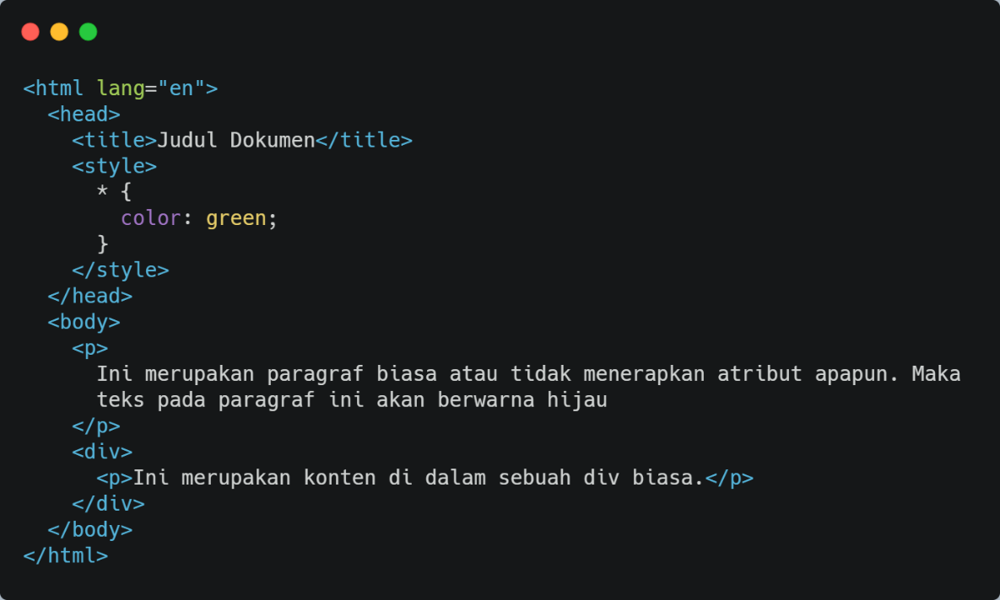 <html lang="en">
  <head>
    <title>Judul Dokumen</title>
    <style>
      * {
        color: green;
      }
    </style>
  </head>
  <body>
    <p>
      Ini merupakan paragraf biasa atau tidak menerapkan atribut apapun. Maka
      teks pada paragraf ini akan berwarna hijau
    </p>
    <div>
      <p>Ini merupakan konten di dalam sebuah div biasa.</p>
    </div>
  </body>
</html>